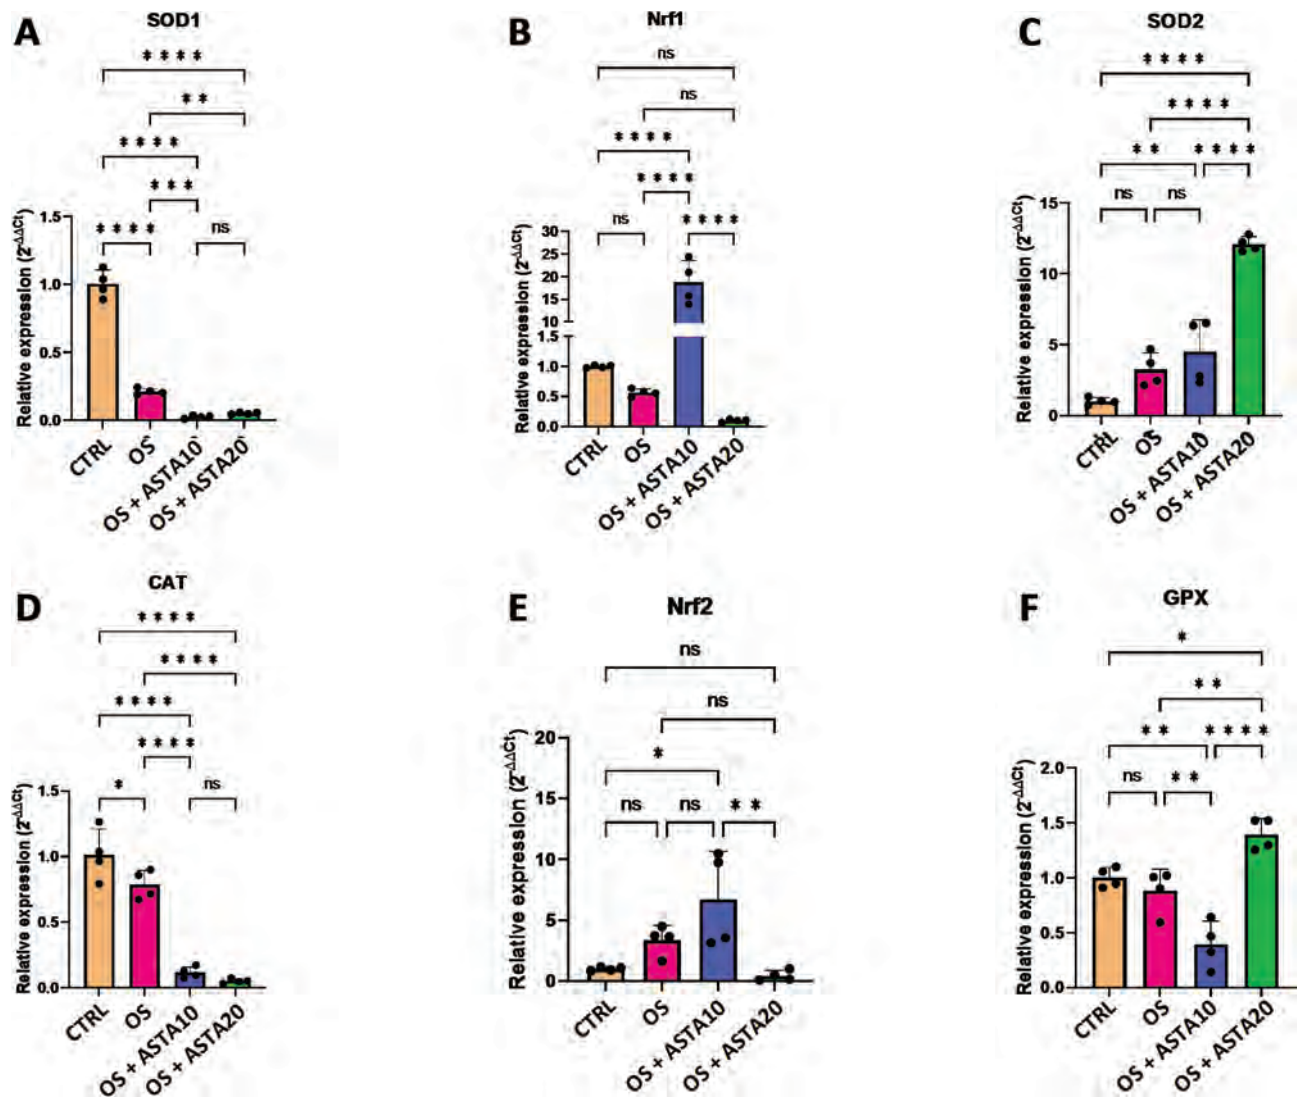 A
SOD1
* * * *
* *
* * * *
* * *
* * * *
ns
Relative expression (2-ΔΔCt)
1.5
1.0
0.5
0.0
CTRL
OS
OS + ASTA10
OS + ASTA20
B
Nrf1
ns
ns
* * * *
* * * *
ns
* * * *
Relative expression (2-ΔΔCt)
30
25
20
15
10
1.5
1.0
0.5
0.0
CTRL
OS
OS + ASTA10
OS + ASTA20
C
SOD2
* * * *
* * * *
* *
* * * *
ns
ns
Relative expression (2-ΔΔCt)
15
10
5
0
CTRL
OS
OS + ASTA10
OS + ASTA20
D
CAT
* * * *
* * * *
* * * *
* * * *
*
ns
Relative expression (2-ΔΔCt)
1.5
1.0
0.5
0.0
CTRL
OS
OS + ASTA10
OS + ASTA20
E
Nrf2
ns
ns
*
ns
ns
* *
Relative expression (2-ΔΔCt)
20
15
10
5
0
CTRL
OS
OS + ASTA10
OS + ASTA20
F
GPX
*
* *
* *
* * * *
ns
* *
Relative expression (2-ΔΔCt)
2.0
1.5
1.0
0.5
0.0
CTRL
OS
OS + ASTA10
OS + ASTA20